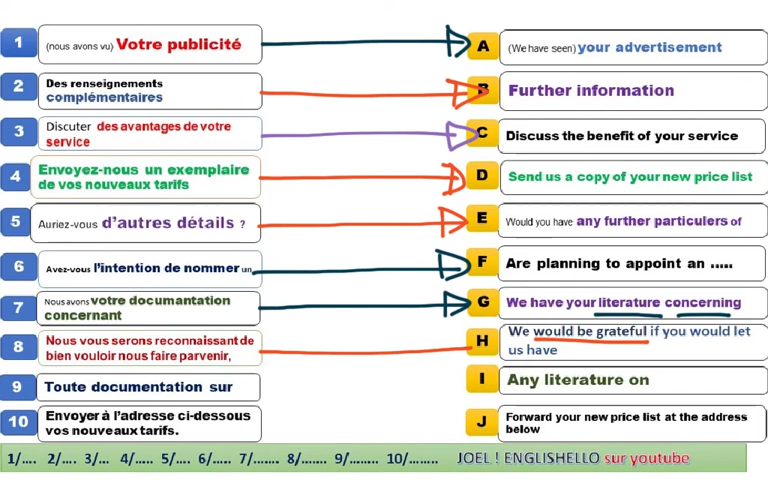 1 (nous avons vu) Votre publicité A (We have seen) your advertisement
2 Des renseignements
complémentaires B Further information
3 Discuter des avantages de votre
service C Discuss the benefit of your service
4 Envoyez-nous un exemplaire
de vos nouveaux tarifs D Send us a copy of your new price list
5 Auriez-vous d'autres détails ? E Would you have any further particulars of
6 Avez-vous l'intention de nommer un F Are planning to appoint an .....
7 Nous avons votre documantation
concernant G We have your literature concerning
8 Nous vous serons reconnaissant de
bien vouloir nous faire parvenir, H We would be grateful if you would let
us have
9 Toute documentation sur I Any literature on
10 Envoyer à l'adresse ci-dessous
vos nouveaux tarifs. J Forward your new price list at the address
below
1/.... 2/.... 3/... 4/..... 5/.... 6/..... 7/........ 8/........ 9/........ 10/........ JOEL ! ENGLISHELLO sur youtube